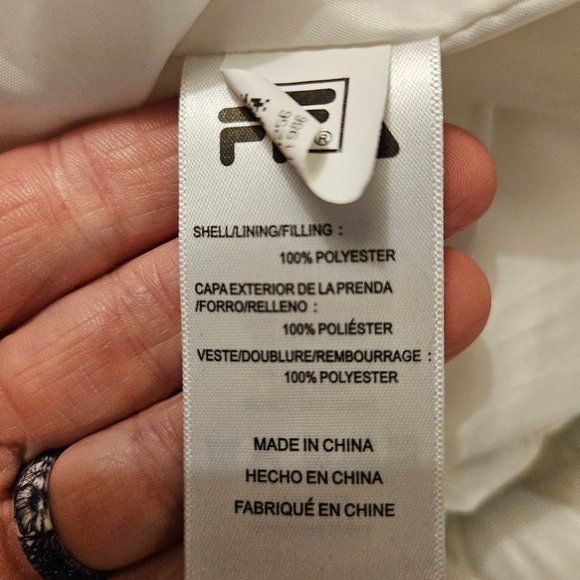 FILA
®
SHELL/LINING/FILLING :
100% POLYESTER
CAPA EXTERIOR DE LA PRENDA
/FORRO/RELLENO :
100% POLIÉSTER
VESTE/DOUBLURE/REMBOURRAGE :
100% POLYESTER
MADE IN CHINA
HECHO EN CHINA
FABRIQUÉ EN CHINE